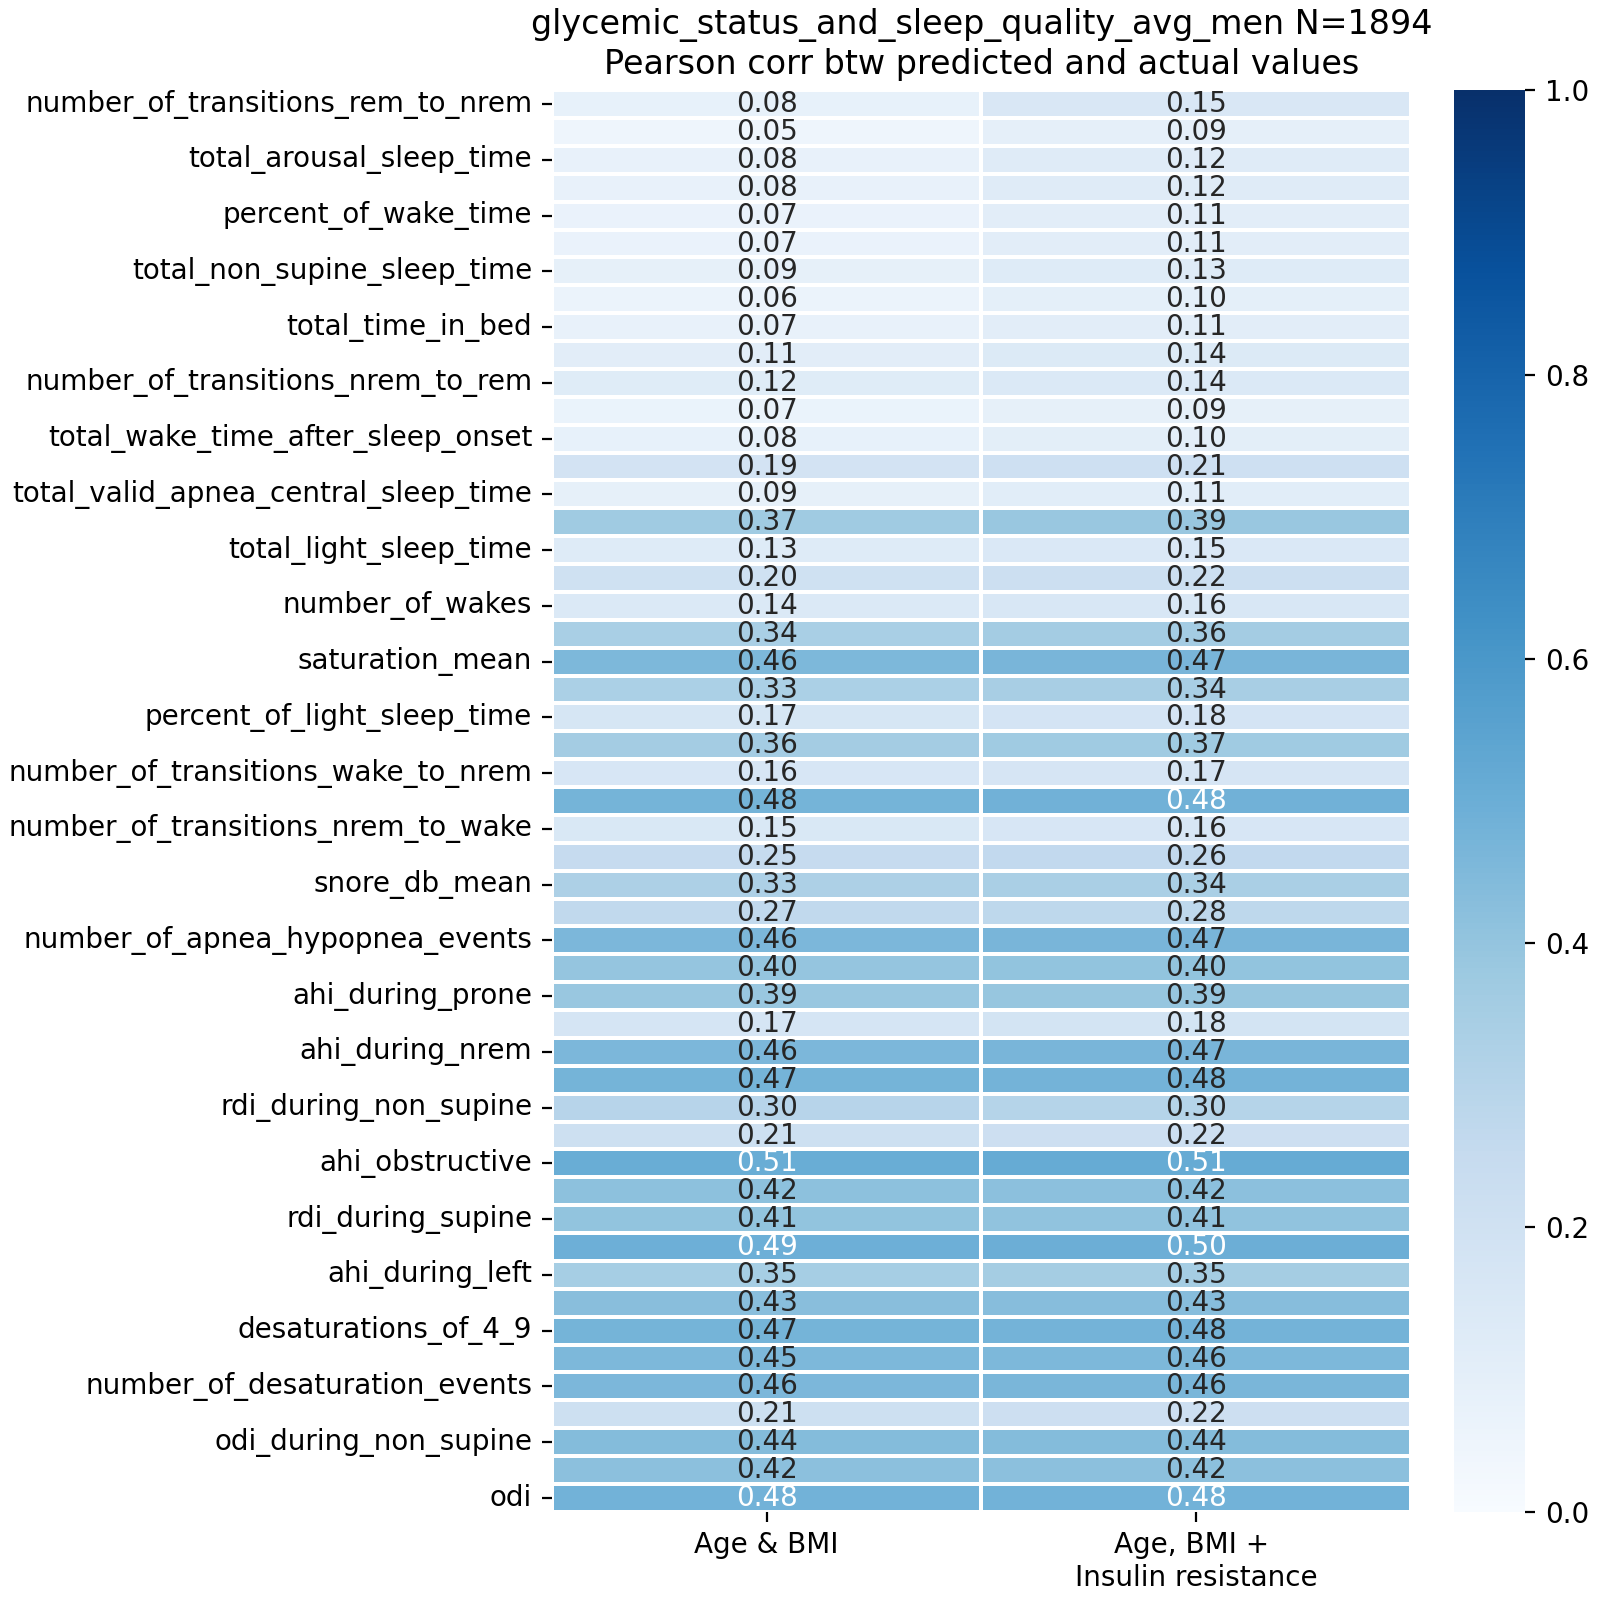 glycemic_status_and_sleep_quality_avg_men N=1894
Pearson corr btw predicted and actual values
number_of_transitions_rem_to_nrem 0.08 0.15
0.05 0.09
total_arousal_sleep_time 0.08 0.12
0.08 0.12
percent_of_wake_time 0.07 0.11
0.07 0.11
total_non_supine_sleep_time 0.09 0.13
0.06 0.10
total_time_in_bed 0.07 0.11
0.11 0.14
number_of_transitions_nrem_to_rem 0.12 0.14
0.07 0.09
total_wake_time_after_sleep_onset 0.08 0.10
0.19 0.21
total_valid_apnea_central_sleep_time 0.09 0.11
0.37 0.39
total_light_sleep_time 0.13 0.15
0.20 0.22
number_of_wakes 0.14 0.16
0.34 0.36
saturation_mean 0.46 0.47
0.33 0.34
percent_of_light_sleep_time 0.17 0.18
0.36 0.37
number_of_transitions_wake_to_nrem 0.16 0.17
0.48 0.48
number_of_transitions_nrem_to_wake 0.15 0.16
0.25 0.26
snore_db_mean 0.33 0.34
0.27 0.28
number_of_apnea_hypopnea_events 0.46 0.47
0.40 0.40
ahi_during_prone 0.39 0.39
0.17 0.18
ahi_during_nrem 0.46 0.47
0.47 0.48
rdi_during_non_supine 0.30 0.30
0.21 0.22
ahi_obstructive 0.51 0.51
0.42 0.42
rdi_during_supine 0.41 0.41
0.49 0.50
ahi_during_left 0.35 0.35
0.43 0.43
desaturations_of_4_9 0.47 0.48
0.45 0.46
number_of_desaturation_events 0.46 0.46
0.21 0.22
odi_during_non_supine 0.44 0.44
0.42 0.42
odi 0.48 0.48
Age & BMI
Age, BMI +
Insulin resistance
1.0
0.8
0.6
0.4
0.2
0.0